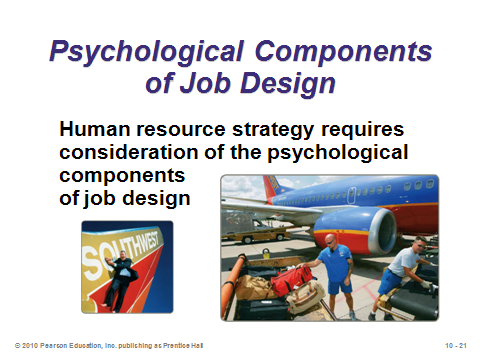 Psychological Components
of Job Design
Human resource strategy requires
consideration of the psychological
components
of job design
SOUTHWEST
© 2010 Pearson Education, Inc. publishing as Prentice Hall
10 - 21